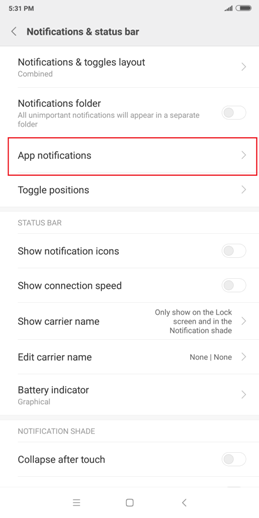 5:31 PM
Notifications & status bar
Notifications & toggles layout
Combined
Notifications folder
All unimportant notifications will appear in a separate
folder
App notifications
Toggle positions
STATUS BAR
Show notification icons
Show connection speed
Show carrier name
Only show on the Lock
screen and in the
Notification shade
Edit carrier name
None | None
Battery indicator
Graphical
NOTIFICATION SHADE
Collapse after touch